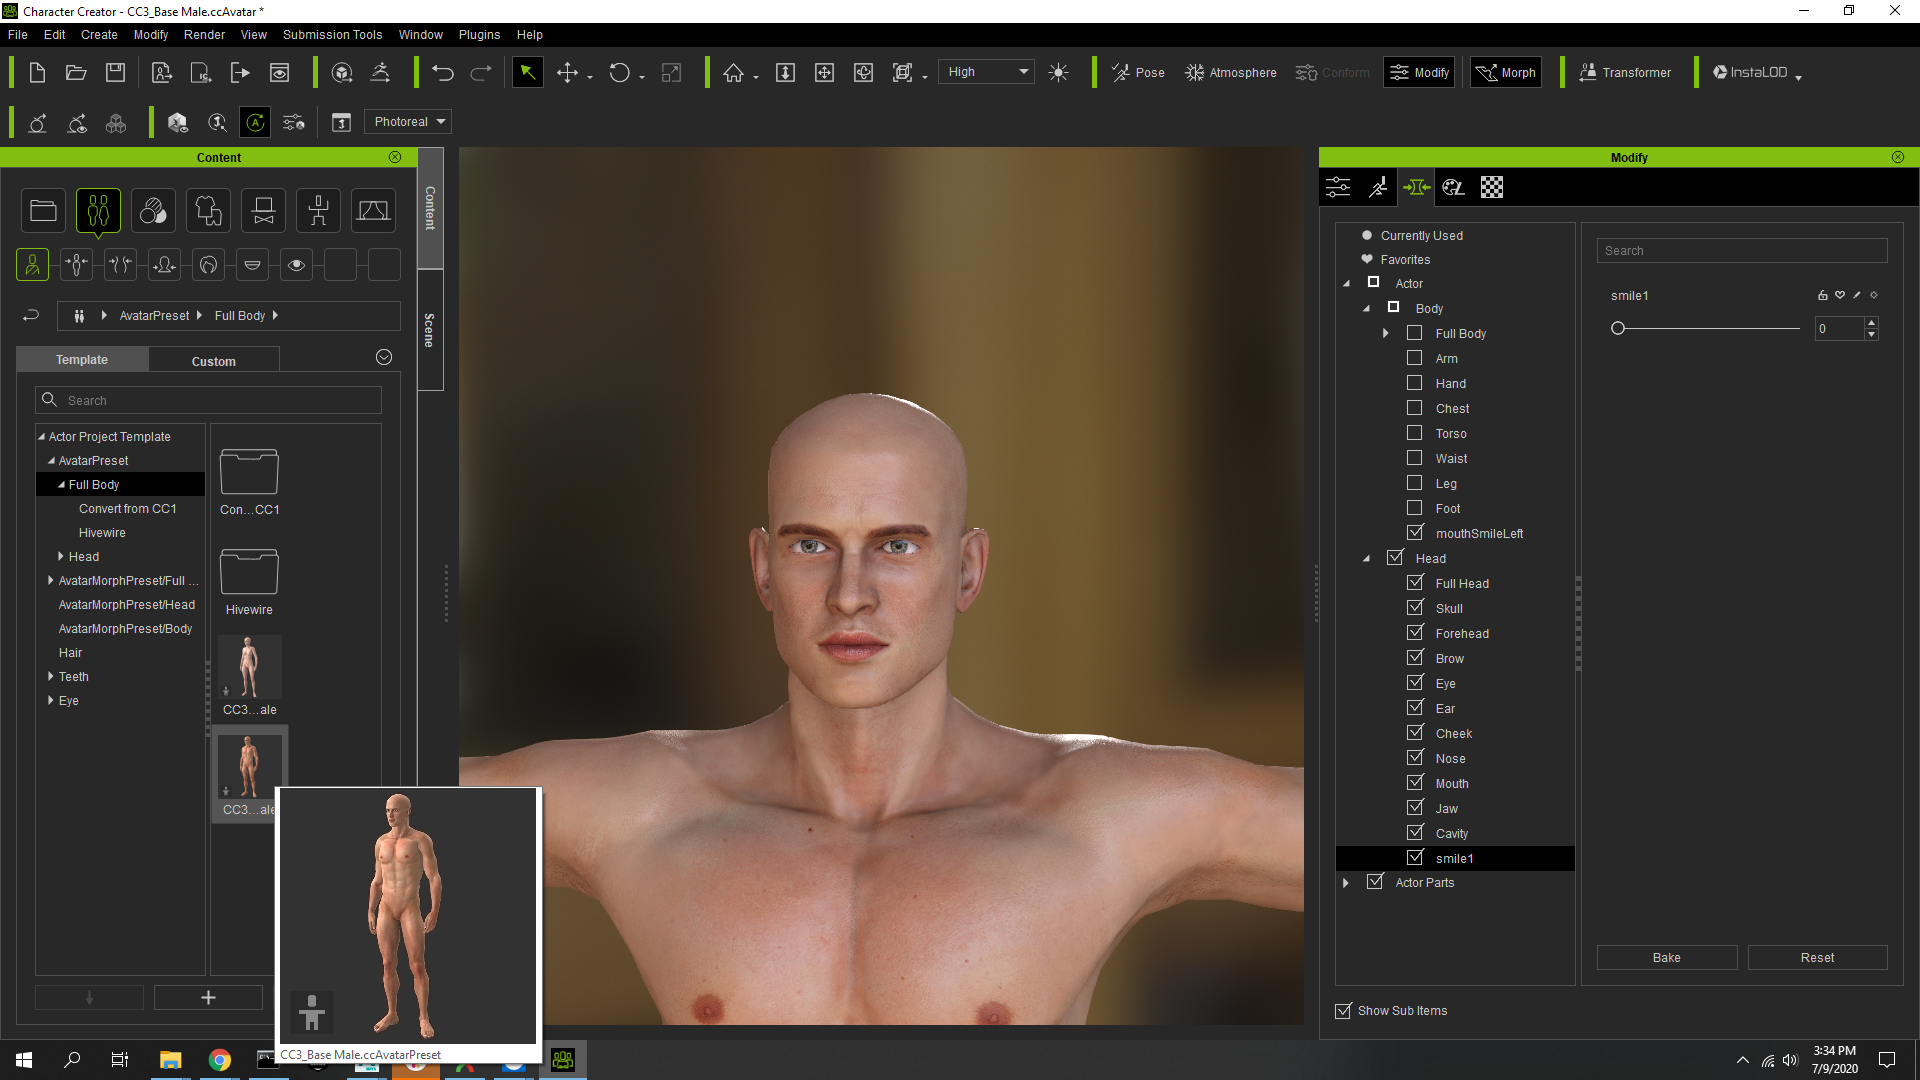 Character Creator - CC3_Base Male.ccAvatar *
File Edit Create Modify Render View Submission Tools Window Plugins Help
High
Pose
Atmosphere
Conform
Modify
Morph
Transformer
InstaLOD
Photoreal
Content
Content
Scene
AvatarPreset
Full Body
Template
Custom
Search
Actor Project Template
AvatarPreset
Full Body
Convert from CC1
Hivewire
Head
AvatarMorphPreset/Full ...
AvatarMorphPreset/Head
AvatarMorphPreset/Body
Hair
Teeth
Eye
Con...CC1
Hivewire
CC3...ale
CC3...ale
CC3_Base Male.ccAvatarPreset
Modify
Currently Used
Favorites
Actor
Body
Full Body
Arm
Hand
Chest
Torso
Waist
Leg
Foot
mouthSmileLeft
Head
Full Head
Skull
Forehead
Brow
Eye
Ear
Cheek
Nose
Mouth
Jaw
Cavity
smile1
Actor Parts
Show Sub Items
Search
smile1
0
Bake
Reset
3:34 PM
7/9/2020